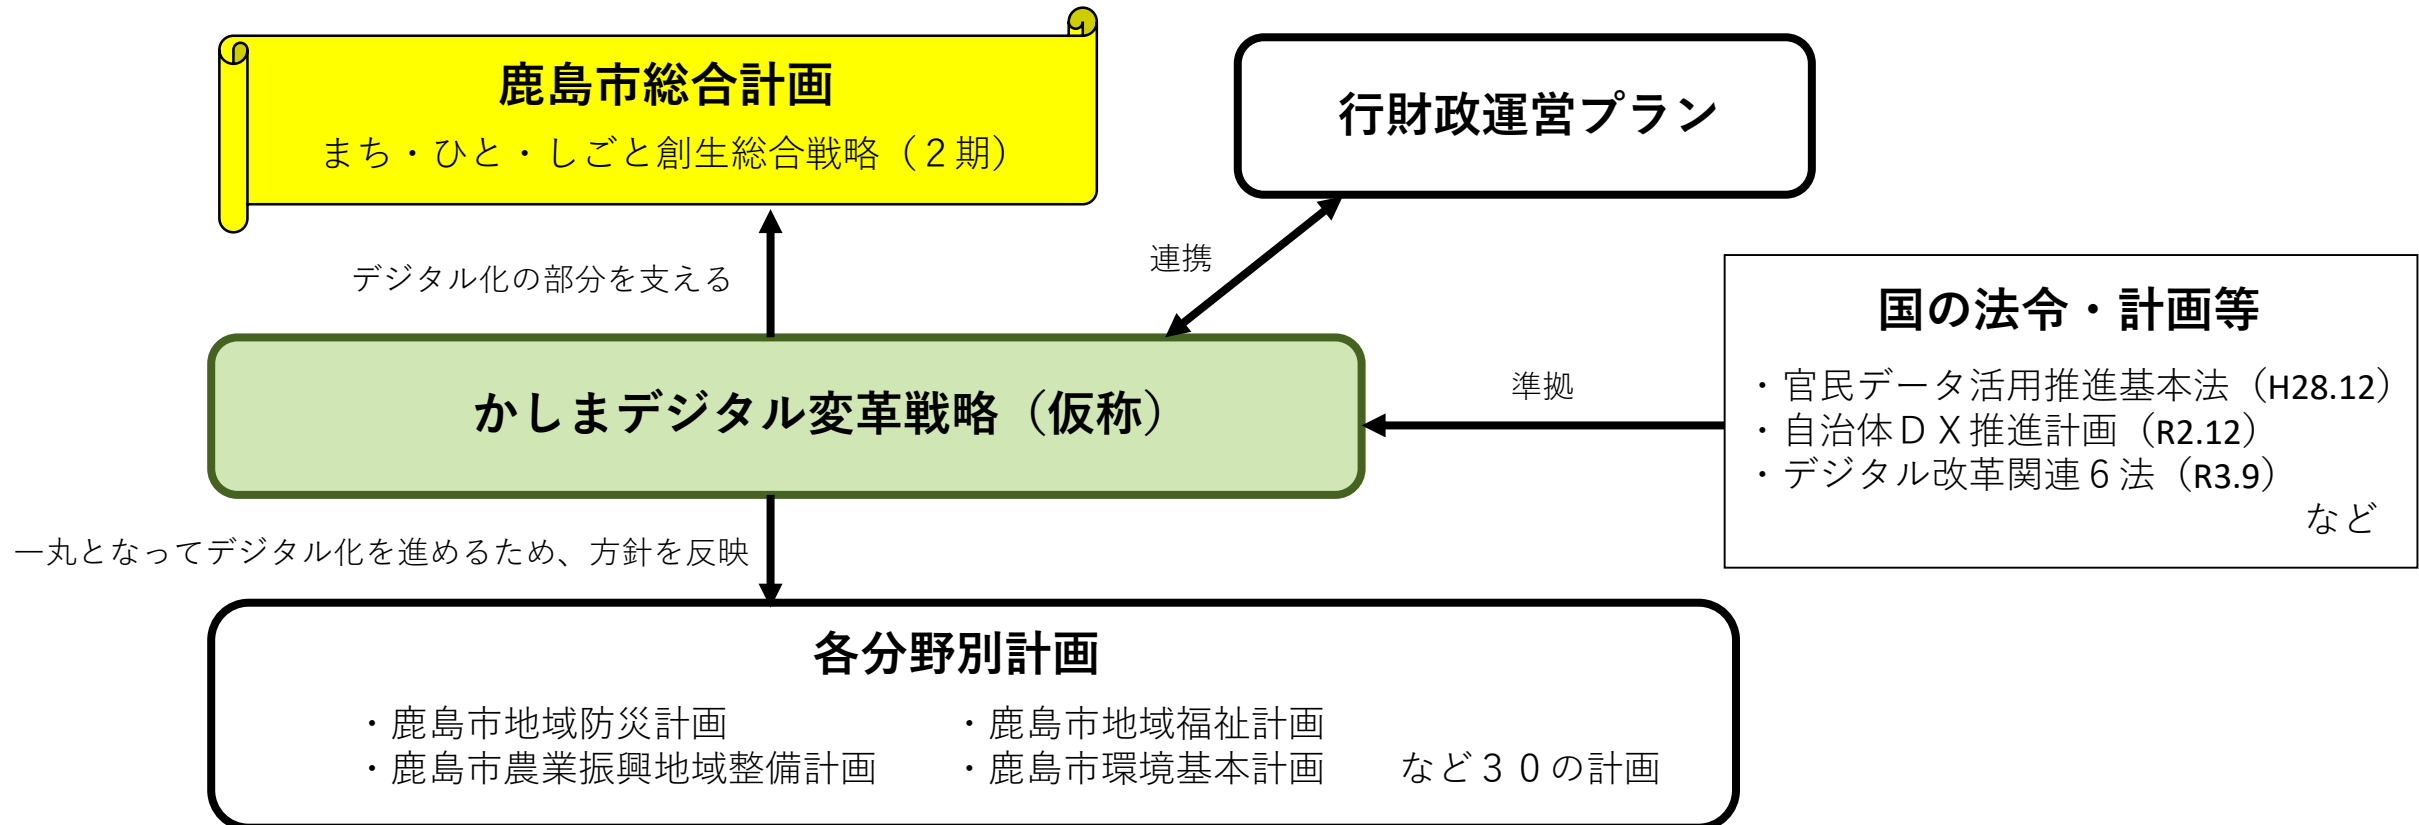 鹿島市総合計画
まち・ひと・しごと創生総合戦略（２期）
行財政運営プラン
デジタル化の部分を支える
連携
国の法令・計画等
・官民データ活用推進基本法（H28.12）
・自治体ＤＸ推進計画（R2.12）
・デジタル改革関連６法（R3.9）
など
準拠
かしまデジタル変革戦略（仮称）
一丸となってデジタル化を進めるため、方針を反映
各分野別計画
・鹿島市地域防災計画
・鹿島市地域福祉計画
・鹿島市農業振興地域整備計画
・鹿島市環境基本計画
など３０の計画